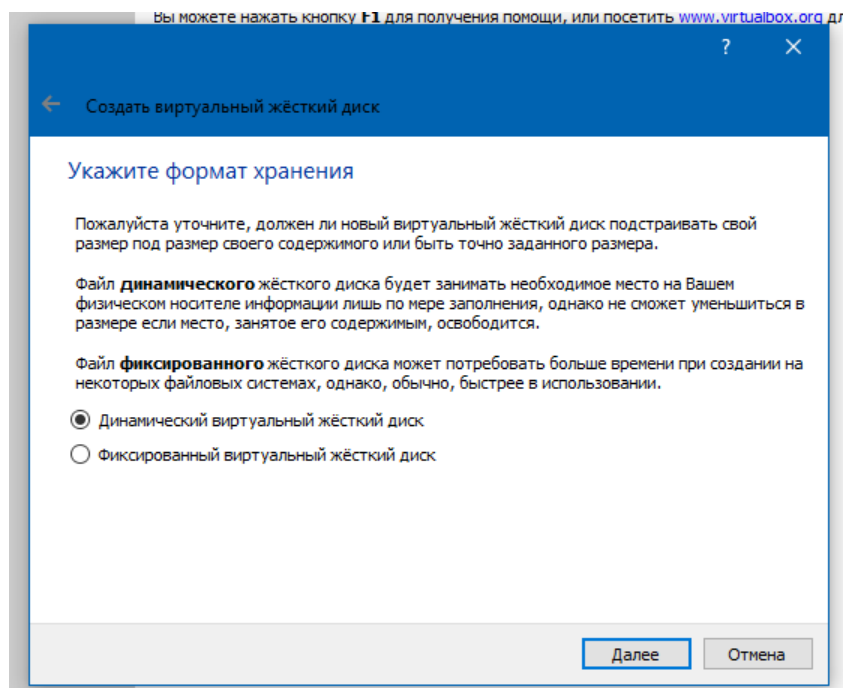 Вы можете нажать кнопку F1 для получения помощи, или посетить www.virtualbox.org дл
?
Создать виртуальный жёсткий диск
Укажите формат хранения
Пожалуйста уточните, должен ли новый виртуальный жёсткий диск подстраивать свой
размер под размер своего содержимого или быть точно заданного размера.
Файл динамического жёсткого диска будет занимать необходимое место на Вашем
физическом носителе информации лишь по мере заполнения, однако не сможет уменьшиться в
размере если место, занятое его содержимым, освободится.
Файл фиксированного жёсткого диска может потребовать больше времени при создании на
некоторых файловых системах, однако, обычно, быстрее в использовании.
Динамический виртуальный жёсткий диск
Фиксированный виртуальный жёсткий диск
Далее
Отмена